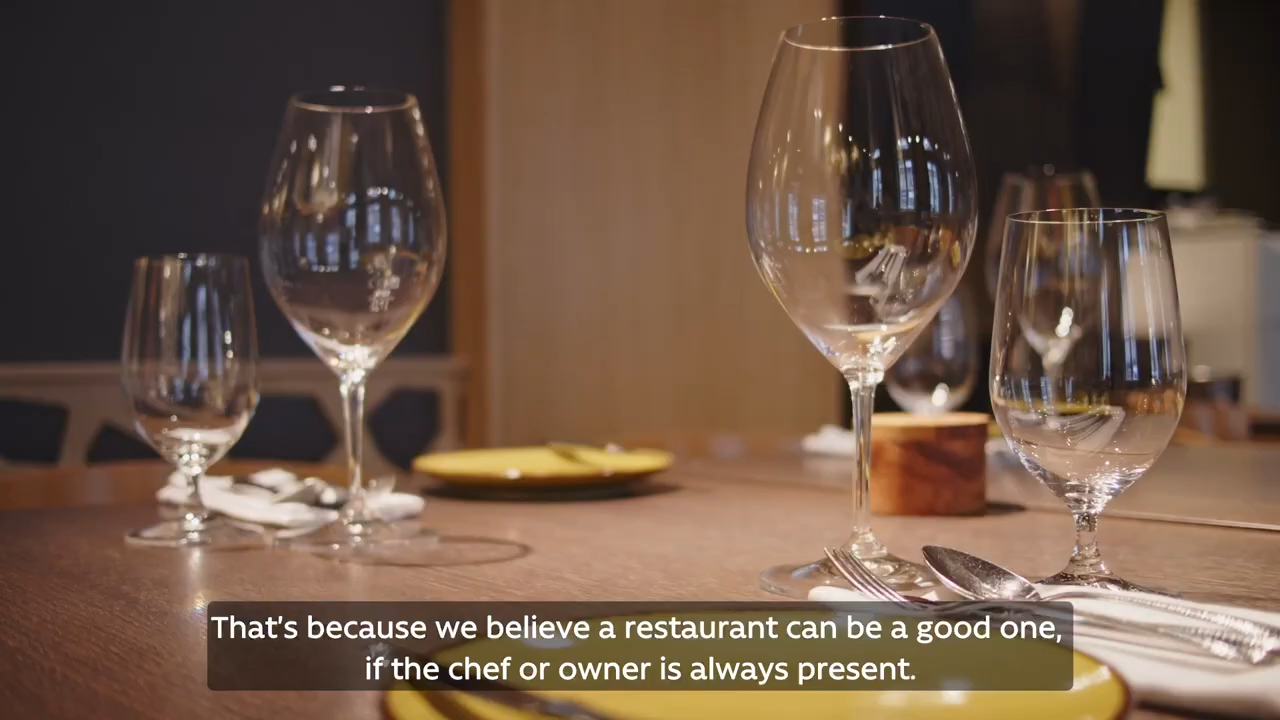 That's because we believe a restaurant can be a good one,
if the chef or owner is always present.